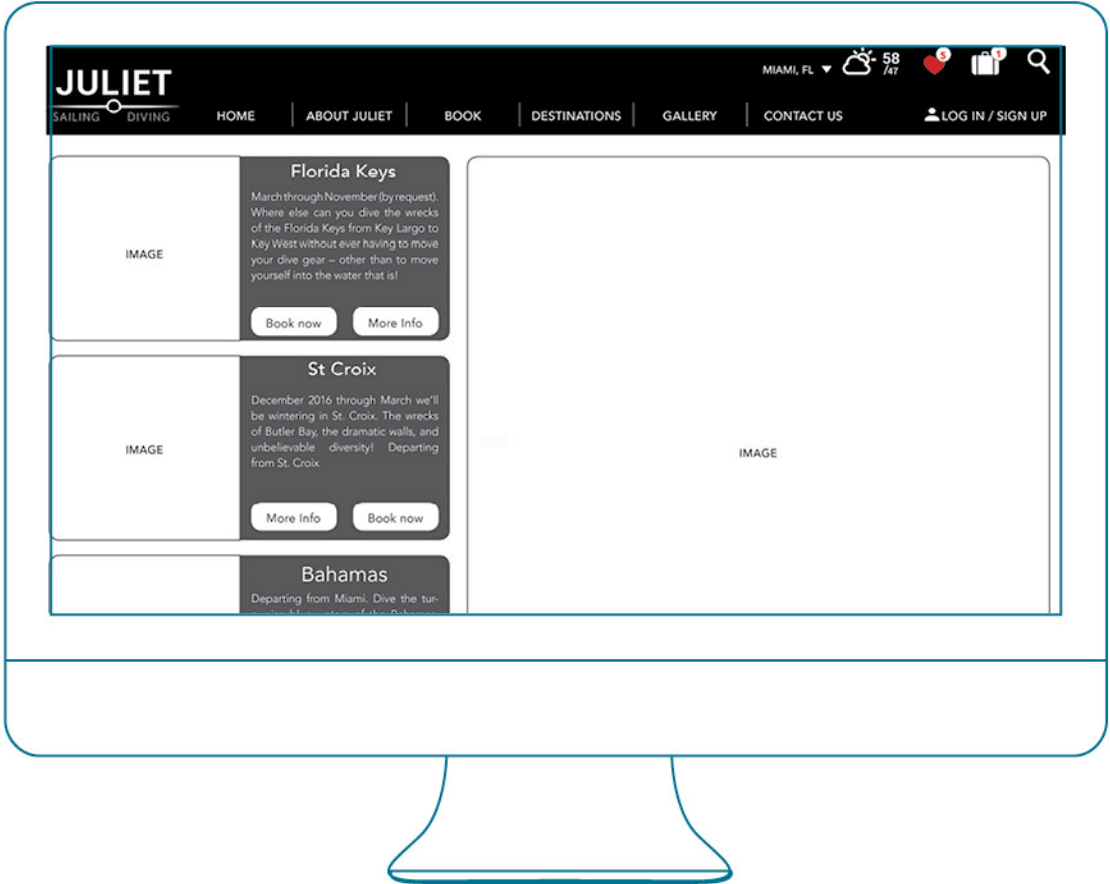 JULIET
SAILING DIVING
MIAMI, FL
58
/47
5
1
HOME
ABOUT JULIET
BOOK
DESTINATIONS
GALLERY
CONTACT US
LOG IN / SIGN UP
IMAGE
Florida Keys
March through November (by request).
Where else can you dive the wrecks
of the Florida Keys from Key Largo to
Key West without ever having to move
your dive gear – other than to move
yourself into the water that is!
Book now
More Info
IMAGE
St Croix
December 2016 through March we'll
be wintering in St. Croix. The wrecks
of Butler Bay, the dramatic walls, and
unbelievable diversity! Departing
from St. Croix
More Info
Book now
Bahamas
Departing from Miami. Dive the tur-
IMAGE